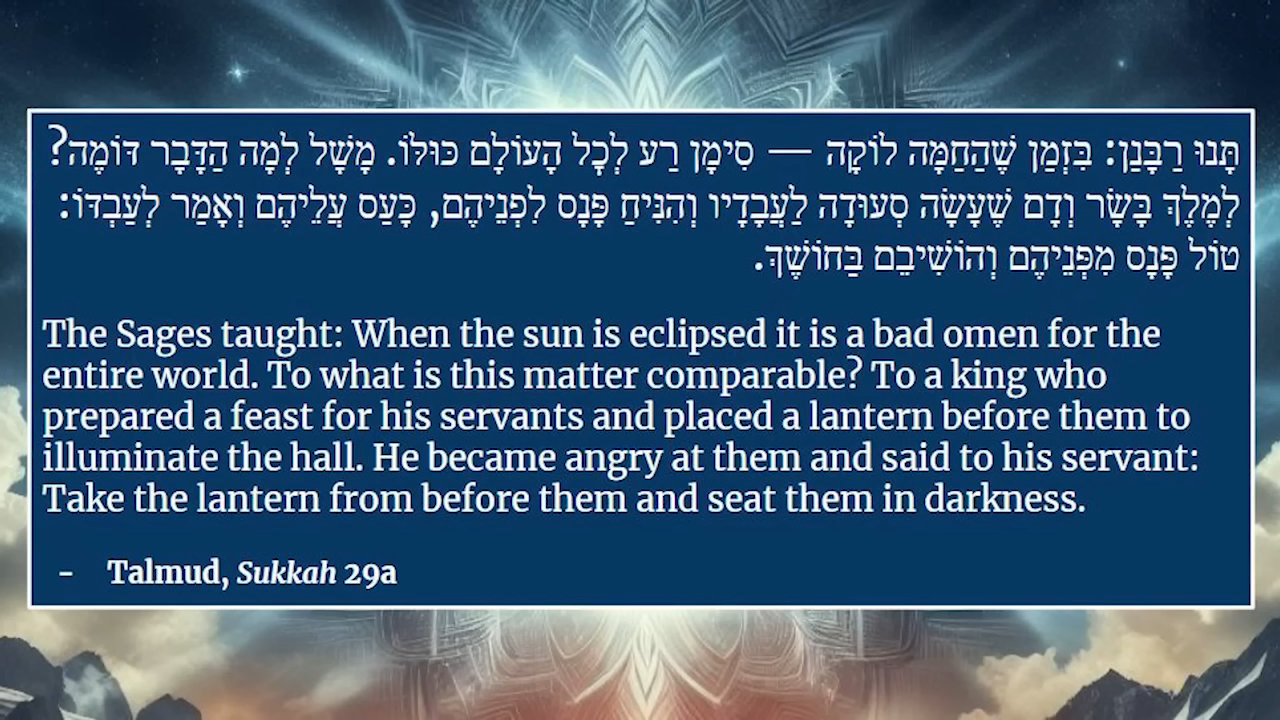 תָּנוּ רַבָּנַן: בִּזְמַן שֶׁהַחַמָּה לוֹקָה — סִימָן רַע לְכׇל הָעוֹלָם כּוּלּוֹ. מָשָׁל לְמָה הַדָּבָר דּוֹמֶה?
לְמֶלֶךְ בָּשָׂר וְדָם שֶׁעָשָׂה סְעוּדָה לַעֲבָדָיו וְהִנִּיחַ פָּנָס לִפְנֵיהֶם, כָּעַס עֲלֵיהֶם וְאָמַר לְעַבְדּוֹ:
טוֹל פָּנָס מִפְּנֵיהֶם וְהוֹשִׁיבֵם בַּחוֹשֶׁךְ.
The Sages taught: When the sun is eclipsed it is a bad omen for the
entire world. To what is this matter comparable? To a king who
prepared a feast for his servants and placed a lantern before them to
illuminate the hall. He became angry at them and said to his servant:
Take the lantern from before them and seat them in darkness.
- Talmud, Sukkah 29a